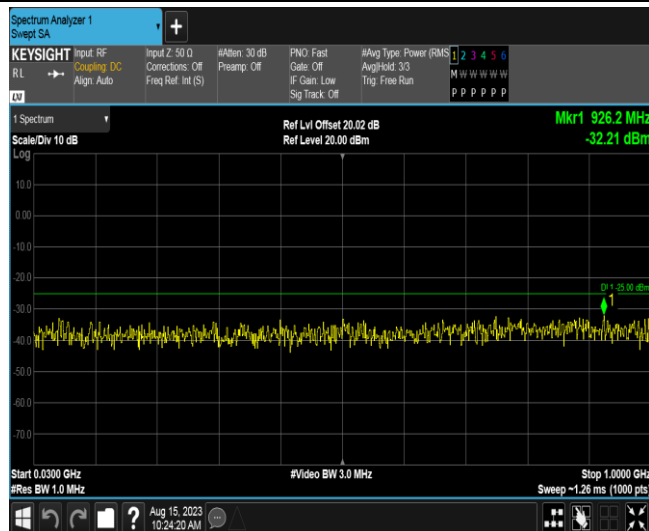 Spectrum Analyzer 1
Swept SA
+
KEYSIGHT
RL
Input: RF
Coupling: DC
Align: Auto
Input Z: 50 Ω
Corrections: Off
Freq Ref: Int (S)
#Atten: 30 dB
Preamp: Off
PNO: Fast
Gate: Off
IF Gain: Low
Sig Track: Off
#Avg Type: Power (RMS
Avg|Hold: 3/3
Trig: Free Run
1 2 3 4 5 6
M W W W W W
P P P P P P
LXI
1 Spectrum
Scale/Div 10 dB
Ref Lvl Offset 20.02 dB
Ref Level 20.00 dBm
Mkr1 926.2 MHz
-32.21 dBm
Log
10.0
0.00
-10.0
-20.0
DL1 -25.00 dBm
1
-30.0
-40.0
-50.0
-60.0
-70.0
Start 0.0300 GHz
#Res BW 1.0 MHz
#Video BW 3.0 MHz
Stop 1.0000 GHz
Sweep ~1.26 ms (1000 pts)
?
Aug 15, 2023
10:24:20 AM